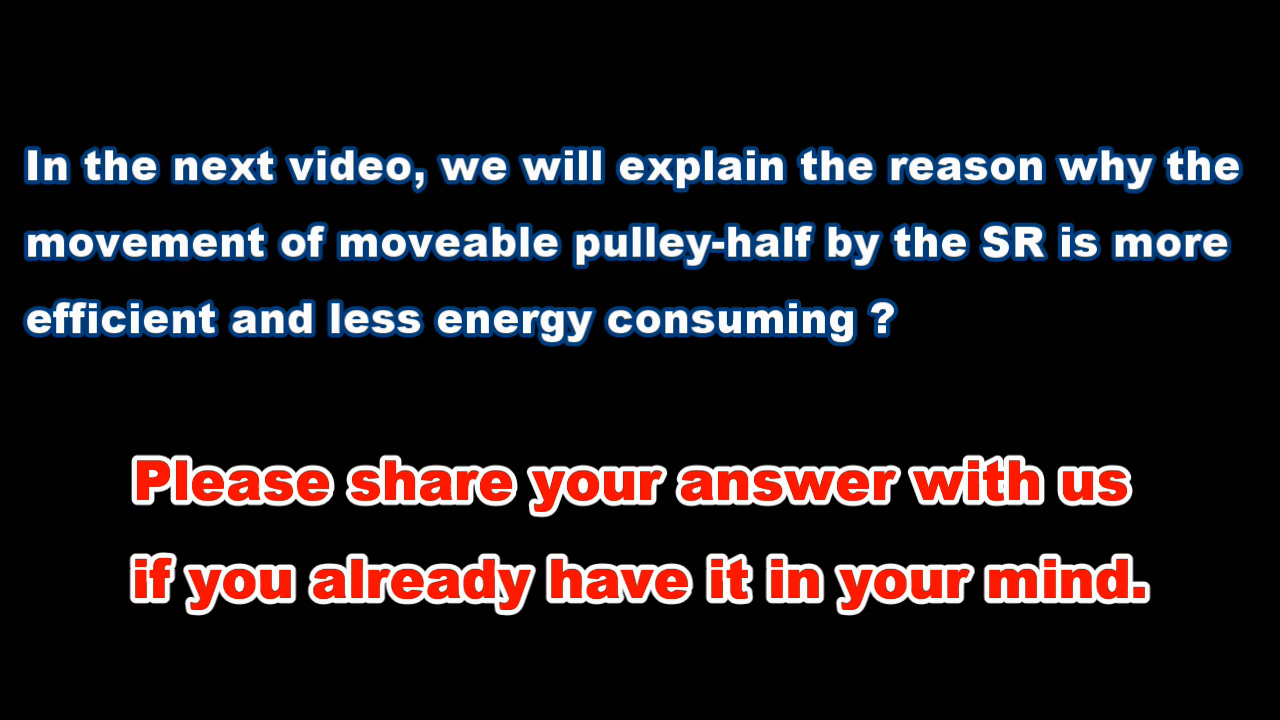 In the next video, we will explain the reason why the
movement of moveable pulley-half by the SR is more
efficient and less energy consuming ?
Please share your answer with us
if you already have it in your mind.